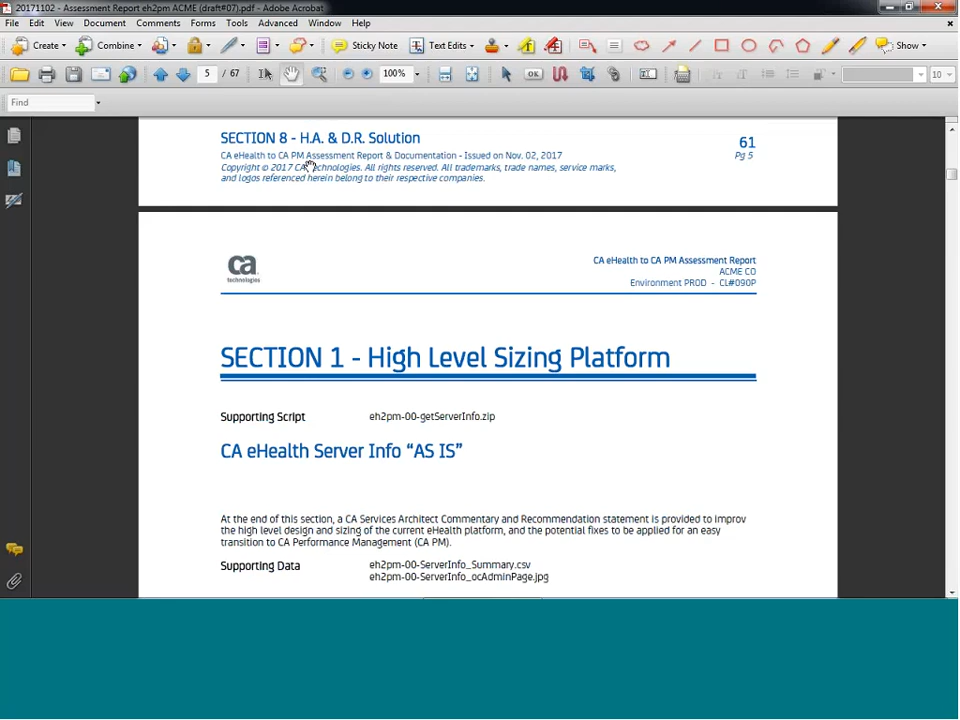 20171102 - Assessment Report eh2pm ACME (draft#07).pdf - Adobe Acrobat
File Edit View Document Comments Forms Tools Advanced Window Help
Create Combine Sticky Note Text Edits Show
5 / 67 OK 100% 10
Find
SECTION 8 - H.A. & D.R. Solution 61
CA eHealth to CA PM Assessment Report & Documentation - Issued on Nov. 02, 2017 Pg 5
Copyright © 2017 CA Technologies. All rights reserved. All trademarks, trade names, service marks,
and logos referenced herein belong to their respective companies.
ca
technologies
CA eHealth to CA PM Assessment Report
ACME CO
Environment PROD - CL#090P
SECTION 1 - High Level Sizing Platform
Supporting Script eh2pm-00-getServerInfo.zip
CA eHealth Server Info “AS IS”
At the end of this section, a CA Services Architect Commentary and Recommendation statement is provided to improv
the high level design and sizing of the current eHealth platform, and the potential fixes to be applied for an easy
transition to CA Performance Management (CA PM).
Supporting Data eh2pm-00-ServerInfo_Summary.csv
eh2pm-00-ServerInfo_ocAdminPage.jpg